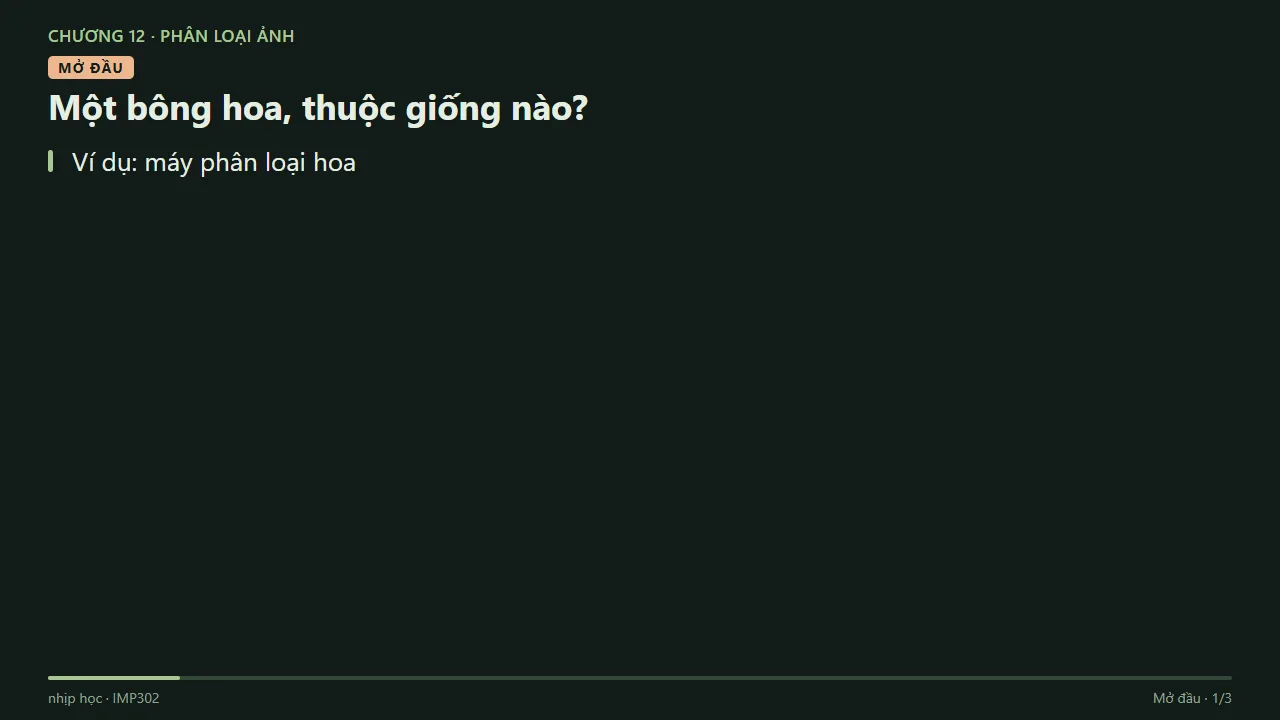 CHƯƠNG 12 · PHÂN LOẠI ẢNH
MỞ ĐẦU
Một bông hoa, thuộc giống nào?
Ví dụ: máy phân loại hoa
nhịp học · IMP302
Mở đầu · 1/3